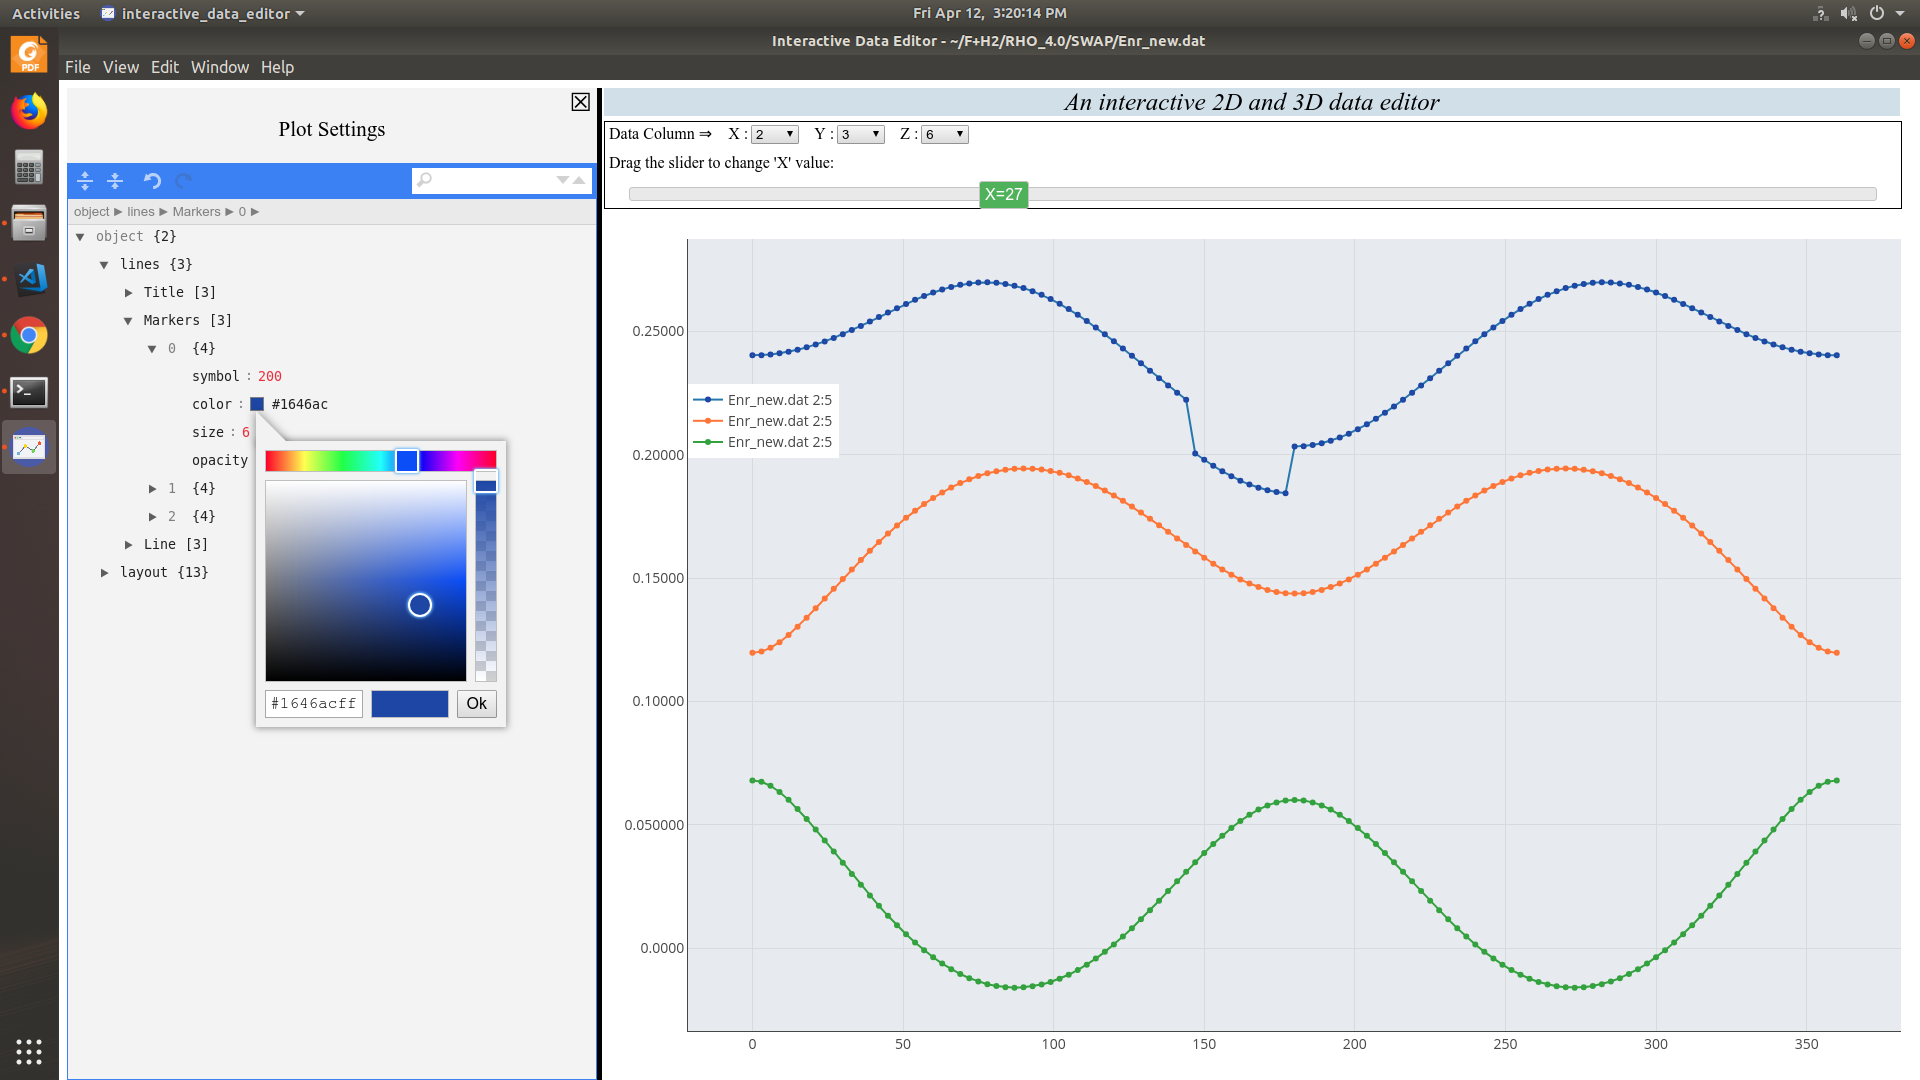 Activities interactive_data_editor Fri Apr 12, 3:20:14 PM
Interactive Data Editor - ~/F+H2/RHO_4.0/SWAP/Enr_new.dat
PDF
File View Edit Window Help
Plot Settings
object ► lines ► Markers ► 0 ►
object {2}
lines {3}
Title [3]
Markers [3]
0 {4}
symbol : 200
color : #1646ac
size : 6
opacity
1 {4}
2 {4}
Line [3]
layout {13}
#1646acff Ok
An interactive 2D and 3D data editor
Data Column ⇒ X : 2 Y : 3 Z : 6
Drag the slider to change 'X' value:
X=27
0.25000
0.20000
0.15000
0.10000
0.050000
0.0000
Enr_new.dat 2:5
Enr_new.dat 2:5
Enr_new.dat 2:5
0 50 100 150 200 250 300 350